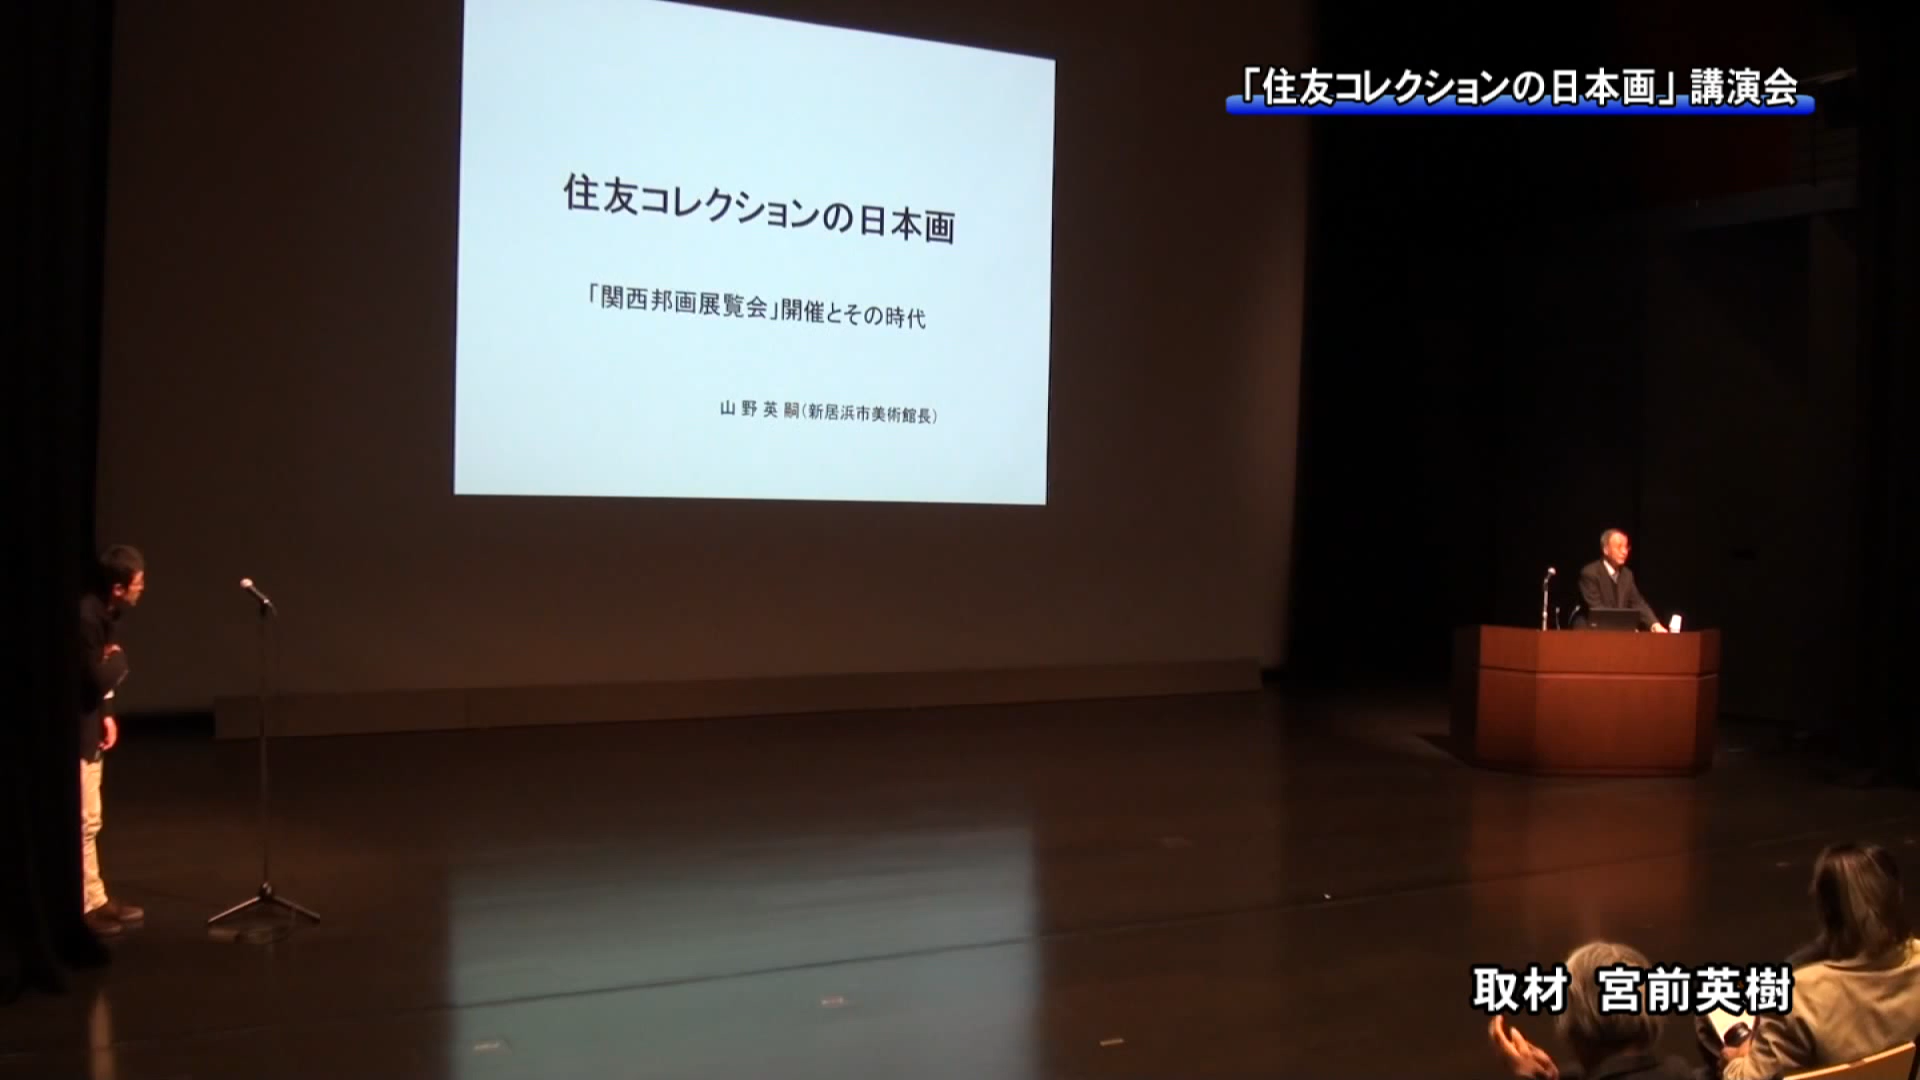 「住友コレクションの日本画」 講演会
住友コレクションの日本画
「関西邦画展覧会」開催とその時代
山 野 英 嗣(新居浜市美術館長)
取材 宮前英樹